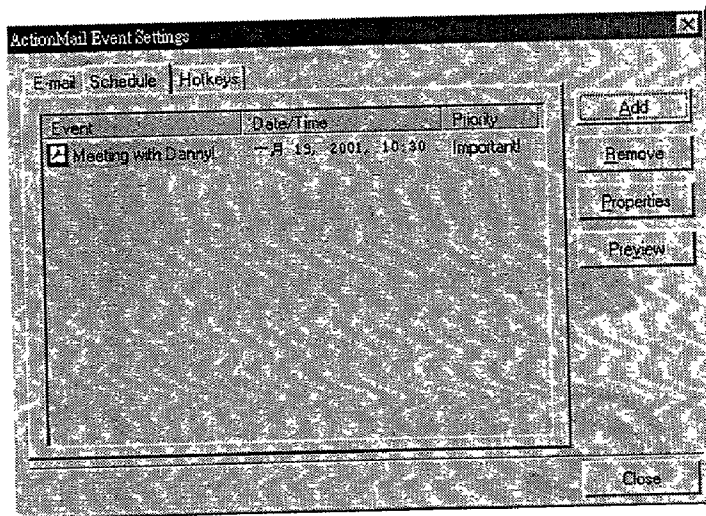 ActionMail Event Settings
E-mail Schedule Hotkeys
Event Date/Time Priority
Meeting with Danny! 一月 19, 2001, 10:30 Important!
Add
Remove
Properties
Preview
Close